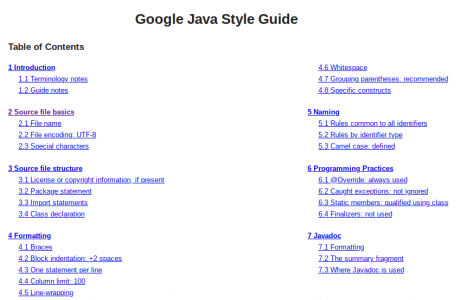 Google Java Style Guide
Table of Contents
1 Introduction
1.1 Terminology notes
1.2 Guide notes
2 Source file basics
2.1 File name
2.2 File encoding: UTF-8
2.3 Special characters
3 Source file structure
3.1 License or copyright information, if present
3.2 Package statement
3.3 Import statements
3.4 Class declaration
4 Formatting
4.1 Braces
4.2 Block indentation: +2 spaces
4.3 One statement per line
4.4 Column limit: 100
4.5 Line-wrapping
4.6 Whitespace
4.7 Grouping parentheses: recommended
4.8 Specific constructs
5 Naming
5.1 Rules common to all identifiers
5.2 Rules by identifier type
5.3 Camel case: defined
6 Programming Practices
6.1 @Override: always used
6.2 Caught exceptions: not ignored
6.3 Static members: qualified using class
6.4 Finalizers: not used
7 Javadoc
7.1 Formatting
7.2 The summary fragment
7.3 Where Javadoc is used